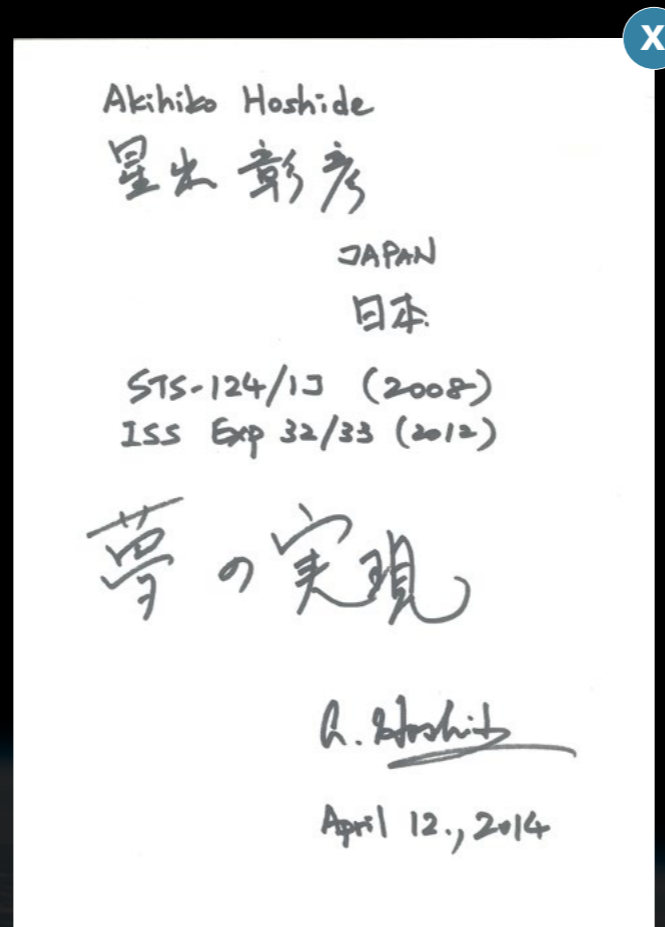 X
Akihiko Hoshide
星出 彰彦
JAPAN
日本
STS-124/1J (2008)
ISS Exp 32/33 (2012)
夢の実現
A. Hoshide
April 12., 2014